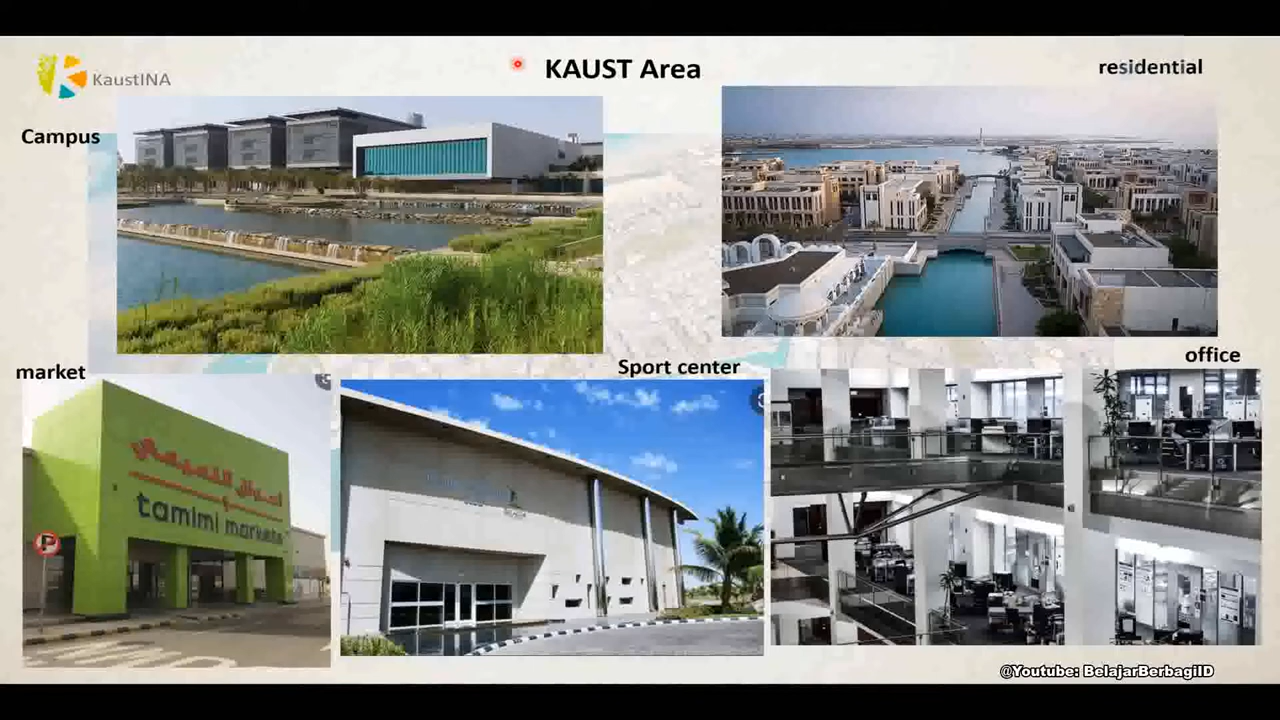 KaustINA
KAUST Area
residential
Campus
market
Sport center
office
أسواق التميمي
tamimi markets
P
@Youtube: BelajarBerbagiID